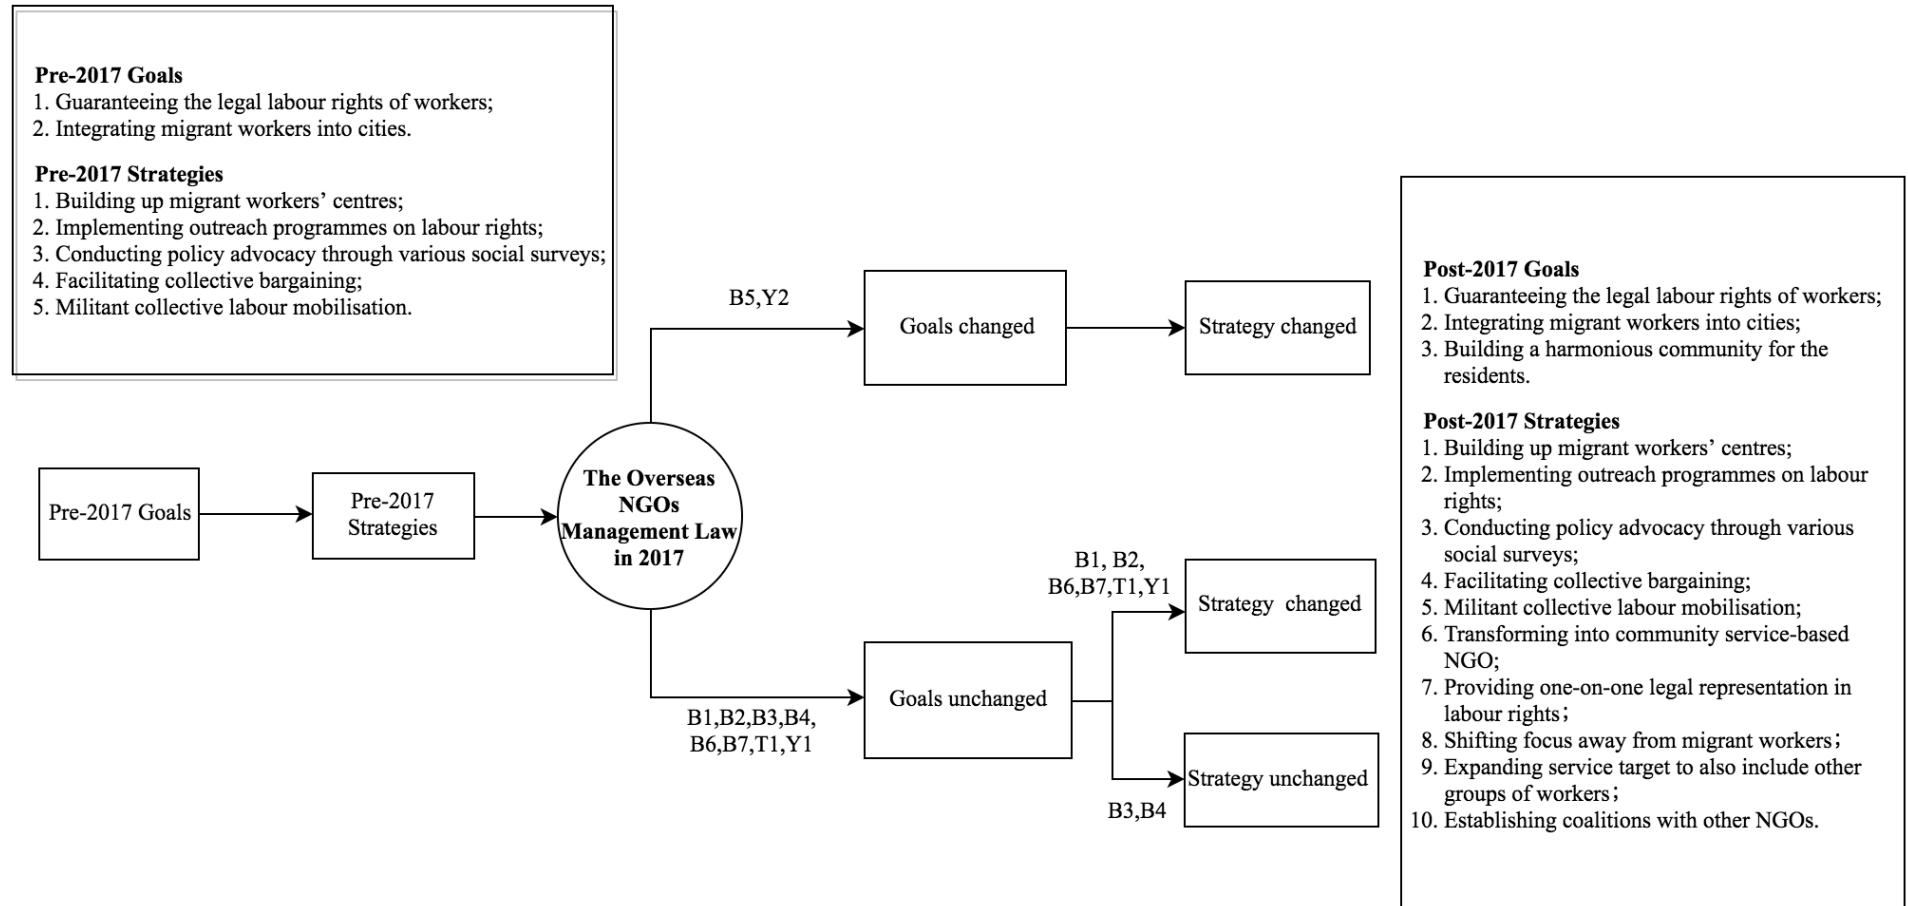 Pre-2017 Goals
1. Guaranteeing the legal labour rights of workers;
2. Integrating migrant workers into cities.
Pre-2017 Strategies
1. Building up migrant workers’ centres;
2. Implementing outreach programmes on labour rights;
3. Conducting policy advocacy through various social surveys;
4. Facilitating collective bargaining;
5. Militant collective labour mobilisation.
Pre-2017 Goals
Pre-2017
Strategies
The Overseas
NGOs
Management Law
in 2017
B5,Y2
Goals changed
Strategy changed
B1,B2,B3,B4,
B6,B7,T1,Y1
Goals unchanged
B1, B2,
B6,B7,T1,Y1
Strategy  changed
B3,B4
Strategy unchanged
Post-2017 Goals
1. Guaranteeing the legal labour rights of workers;
2. Integrating migrant workers into cities;
3. Building a harmonious community for the
residents.
Post-2017 Strategies
1. Building up migrant workers’ centres;
2. Implementing outreach programmes on labour
rights;
3. Conducting policy advocacy through various
social surveys;
4. Facilitating collective bargaining;
5. Militant collective labour mobilisation;
6. Transforming into community service-based
NGO;
7. Providing one-on-one legal representation in
labour rights；
8. Shifting focus away from migrant workers；
9. Expanding service target to also include other
groups of workers；
10. Establishing coalitions with other NGOs.